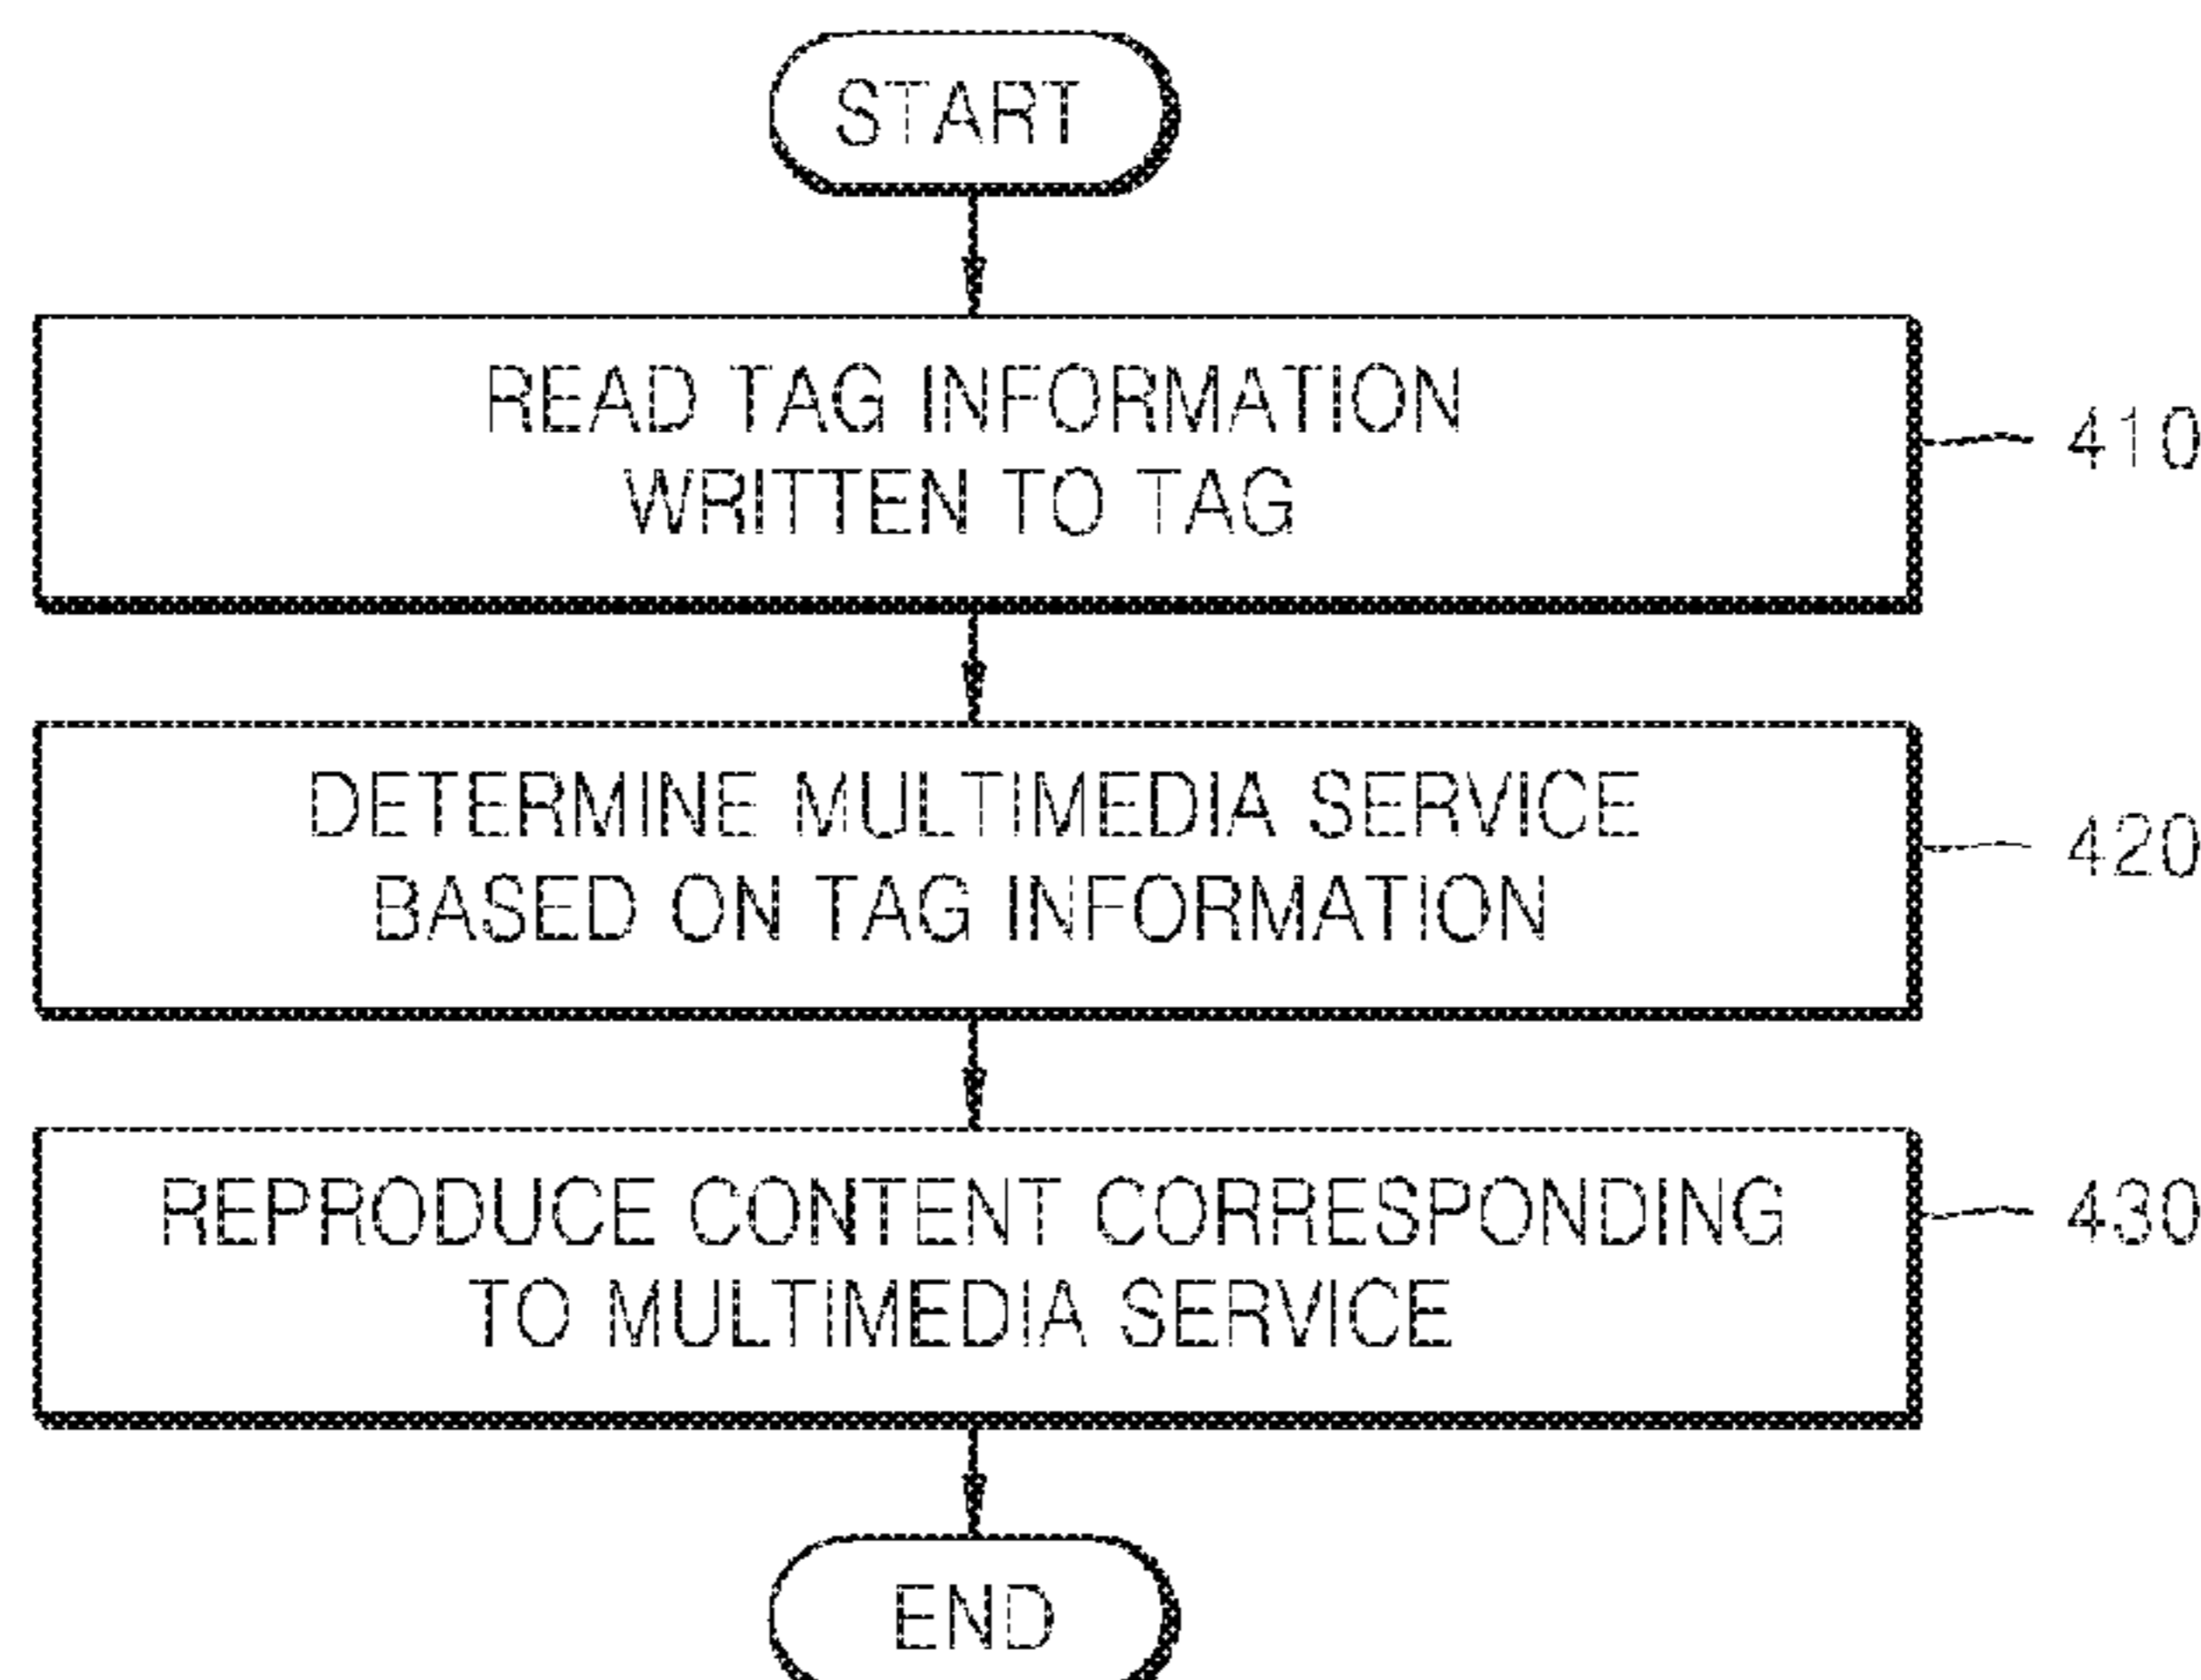 START
READ TAG INFORMATION
WRITTEN TO TAG
410
DETERMINE MULTIMEDIA SERVICE
BASED ON TAG INFORMATION
420
REPRODUCE CONTENT CORRESPONDING
TO MULTIMEDIA SERVICE
430
END